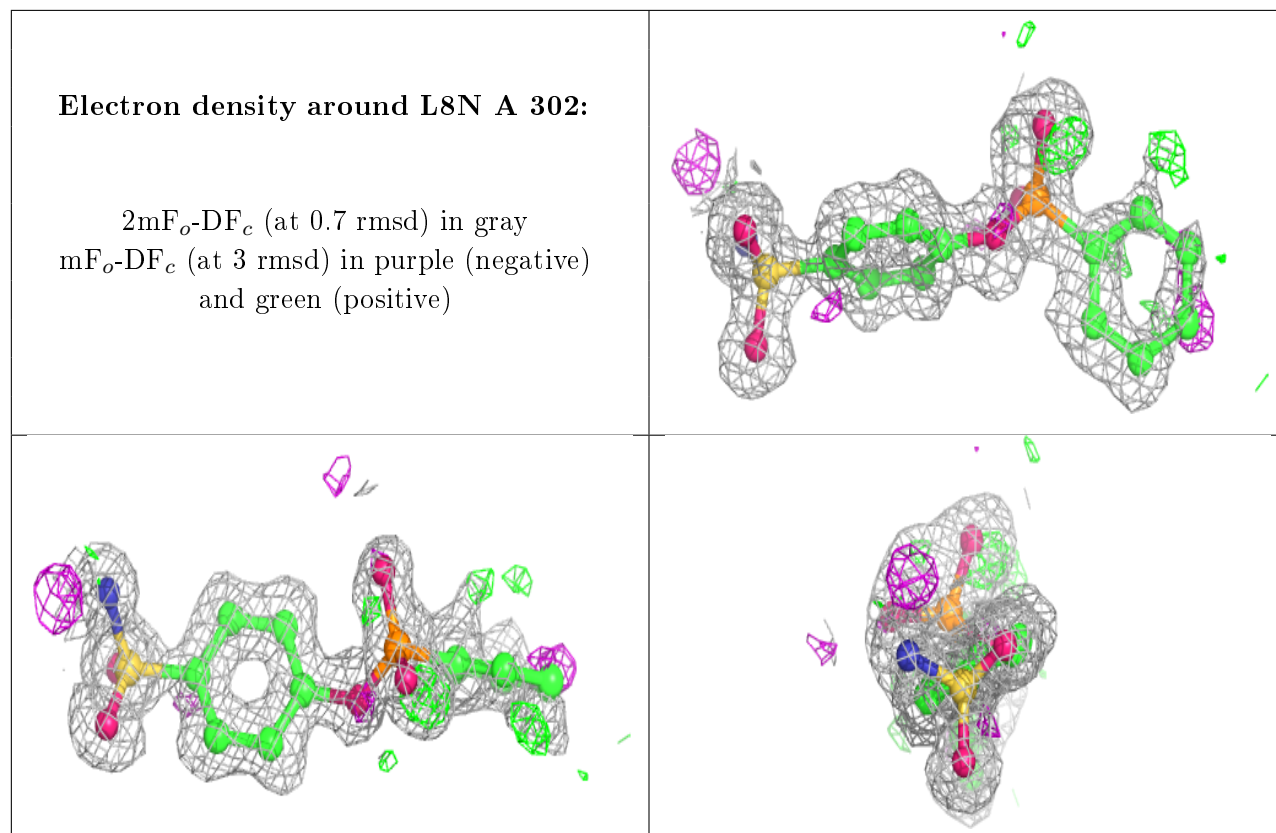 Electron density around L8N A 302:
2mFo-DFc (at 0.7 rmsd) in gray
mFo-DFc (at 3 rmsd) in purple (negative)
and green (positive)